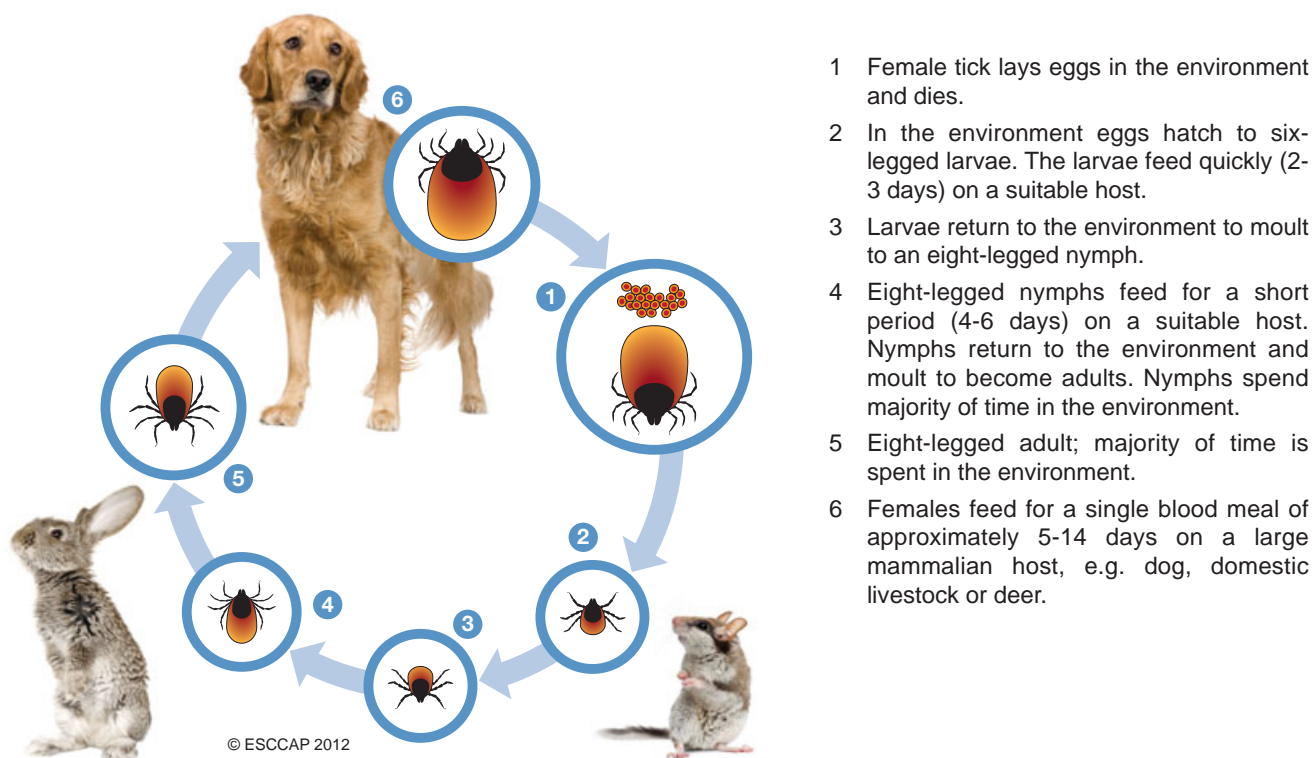 6
1
5
2
4
3
© ESCCAP 2012
1 Female tick lays eggs in the environment
and dies.
2 In the environment eggs hatch to six-
legged larvae. The larvae feed quickly (2-
3 days) on a suitable host.
3 Larvae return to the environment to moult
to an eight-legged nymph.
4 Eight-legged nymphs feed for a short
period (4-6 days) on a suitable host.
Nymphs return to the environment and
moult to become adults. Nymphs spend
majority of time in the environment.
5 Eight-legged adult; majority of time is
spent in the environment.
6 Females feed for a single blood meal of
approximately 5-14 days on a large
mammalian host, e.g. dog, domestic
livestock or deer.